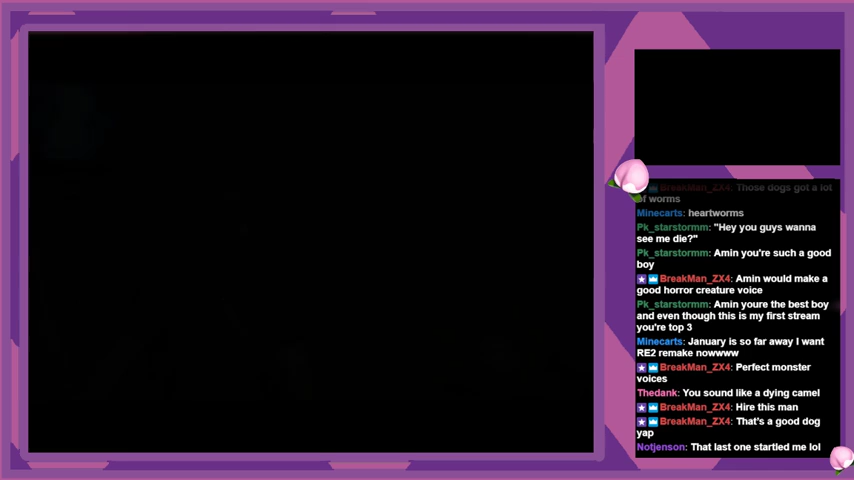 BreakMan_ZX4: Those dogs got a lot
of worms
Minecarts: heartworms
Pk_starstormm: "Hey you guys wanna
see me die?"
Pk_starstormm: Amin you're such a good
boy
BreakMan_ZX4: Amin would make a
good horror creature voice
Pk_starstormm: Amin youre the best boy
and even though this is my first stream
you're top 3
Minecarts: January is so far away I want
RE2 remake nowwww
BreakMan_ZX4: Perfect monster
voices
Thedank: You sound like a dying camel
BreakMan_ZX4: Hire this man
BreakMan_ZX4: That's a good dog
yap
Notjenson: That last one startled me lol